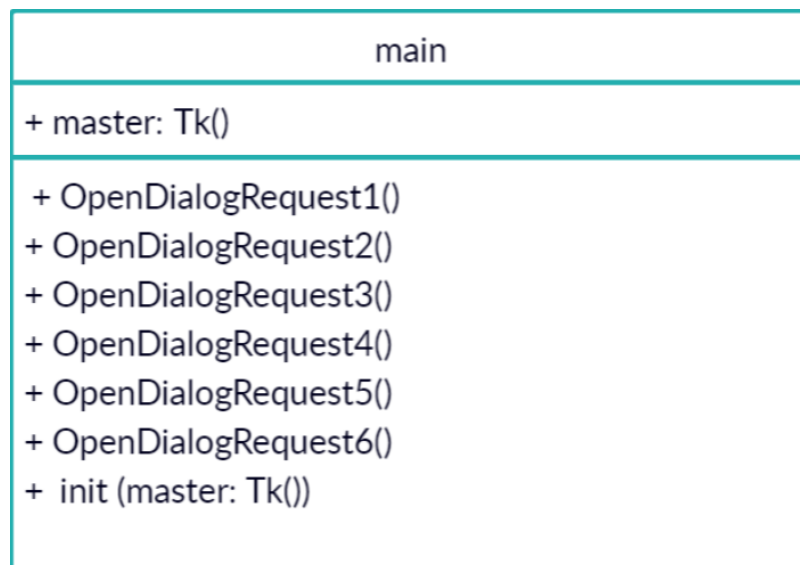 main
+ master: Tk()
+ OpenDialogRequest1()
+ OpenDialogRequest2()
+ OpenDialogRequest3()
+ OpenDialogRequest4()
+ OpenDialogRequest5()
+ OpenDialogRequest6()
+ init (master: Tk())